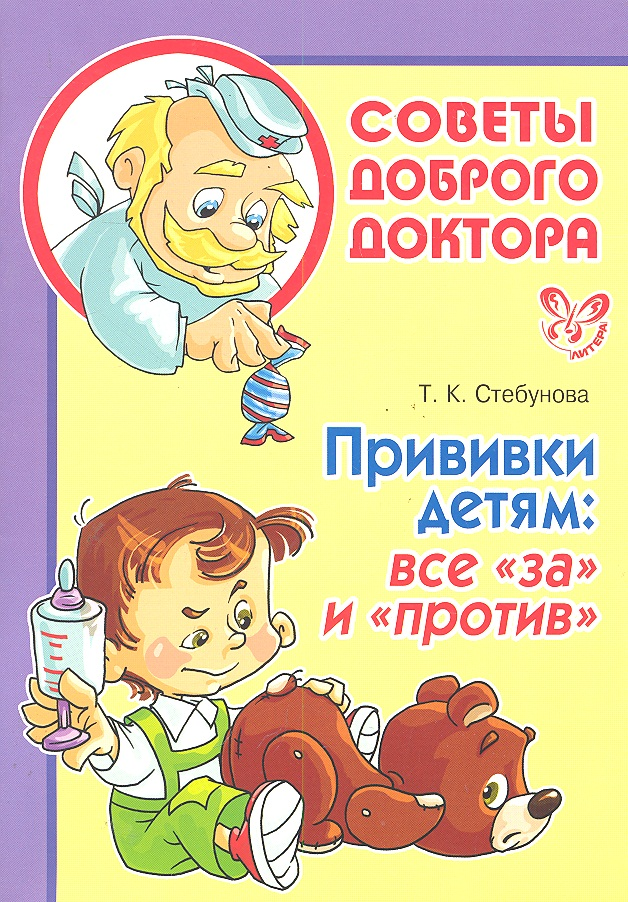 СОВЕТЫ
ДОБРОГО
ДОКТОРА
ЛИТЕРА
Т. К. Стебунова
Прививки
детям:
все «за»
и «против»